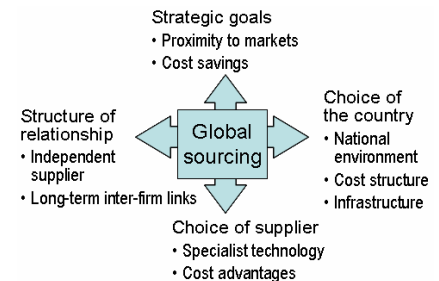 Strategic goals
• Proximity to markets
• Cost savings
Structure of
relationship
• Independent
supplier
• Long-term inter-firm links
Global
sourcing
Choice of
the country
• National
environment
• Cost structure
• Infrastructure
Choice of supplier
• Specialist technology
• Cost advantages